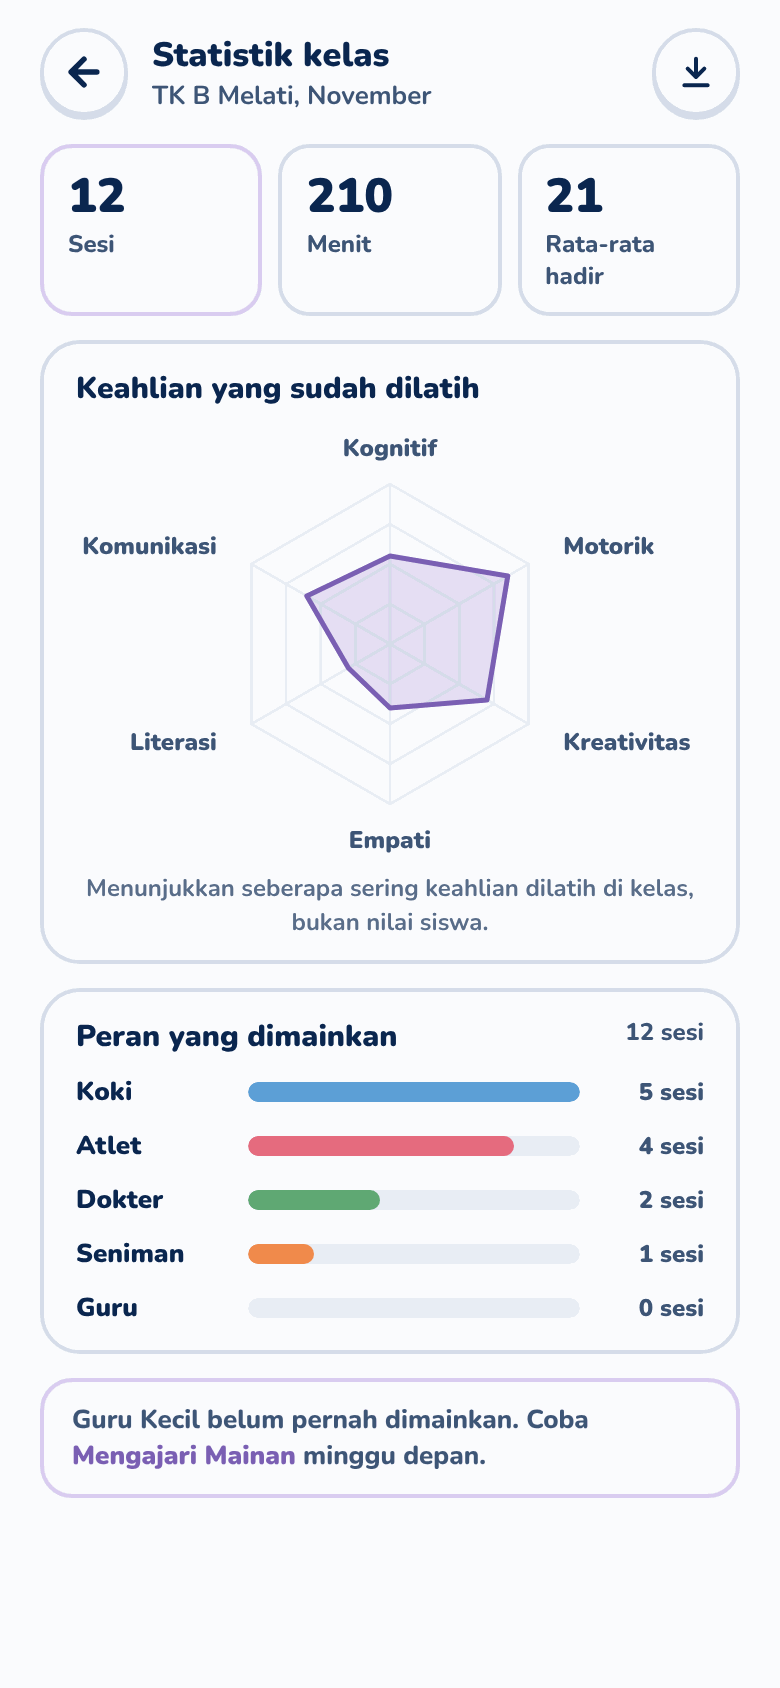 Statistik kelas
TK B Melati, November
12
Sesi
210
Menit
21
Rata-rata
hadir
Keahlian yang sudah dilatih
Kognitif
Komunikasi
Motorik
Literasi
Kreativitas
Empati
Menunjukkan seberapa sering keahlian dilatih di kelas,
bukan nilai siswa.
Peran yang dimainkan
12 sesi
Koki
5 sesi
Atlet
4 sesi
Dokter
2 sesi
Seniman
1 sesi
Guru
0 sesi
Guru Kecil belum pernah dimainkan. Coba
Mengajari Mainan minggu depan.